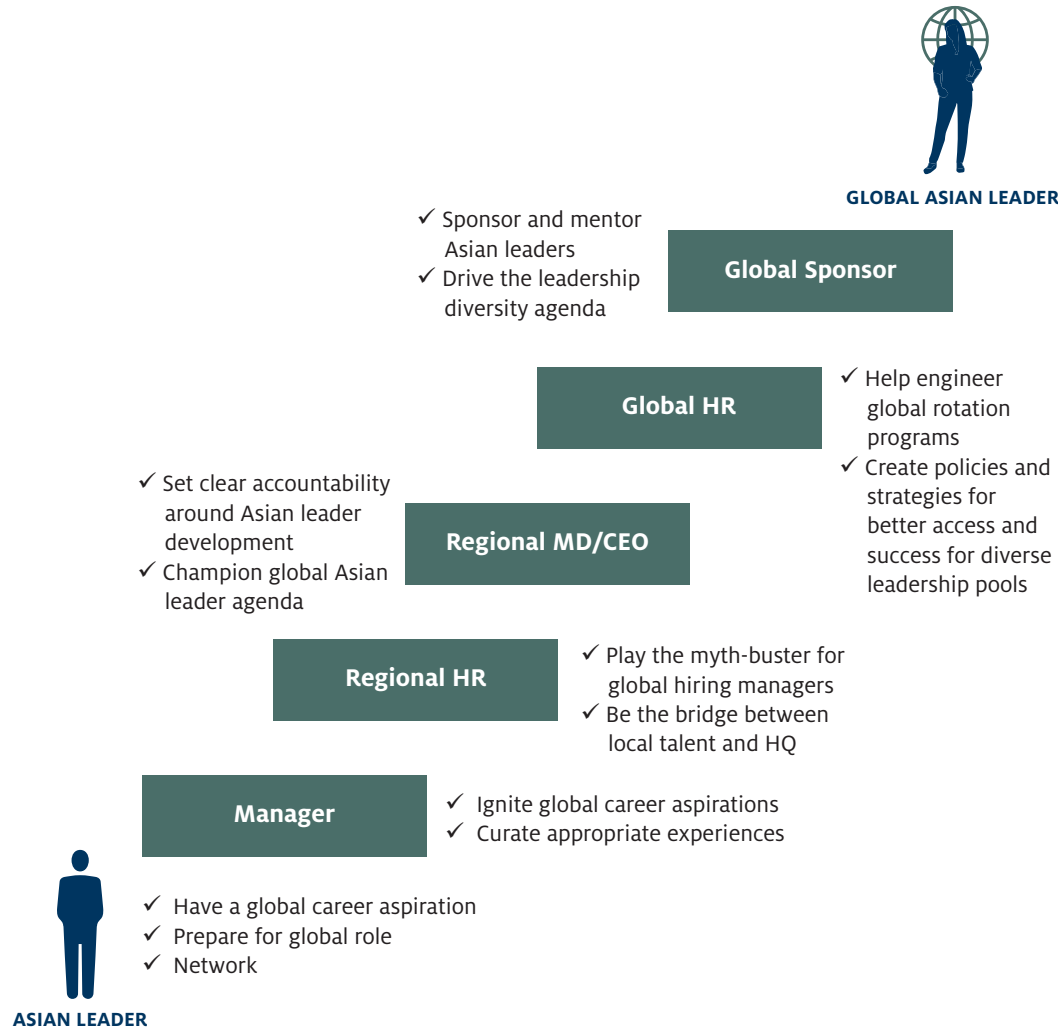 GLOBAL ASIAN LEADER
✓ Sponsor and mentor
Asian leaders
✓ Drive the leadership
diversity agenda
Global Sponsor
Global HR
✓ Help engineer
global rotation
programs
✓ Create policies and
strategies for
better access and
success for diverse
leadership pools
✓ Set clear accountability
around Asian leader
development
✓ Champion global Asian
leader agenda
Regional MD/CEO
Regional HR
✓ Play the myth-buster for
global hiring managers
✓ Be the bridge between
local talent and HQ
Manager
✓ Ignite global career aspirations
✓ Curate appropriate experiences
✓ Have a global career aspiration
✓ Prepare for global role
✓ Network
ASIAN LEADER